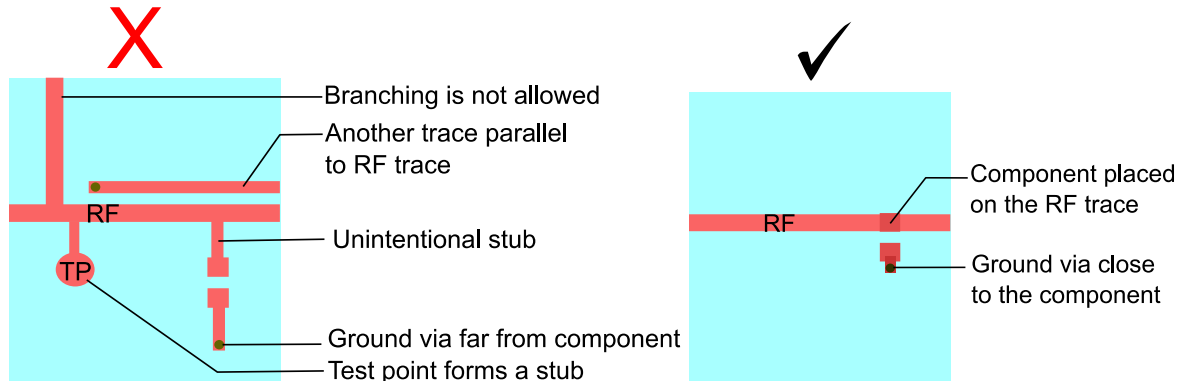 X
✓
Branching is not allowed
Another trace parallel
to RF trace
RF
Unintentional stub
TP
Ground via far from component
Test point forms a stub
Component placed
on the RF trace
RF
Ground via close
to the component